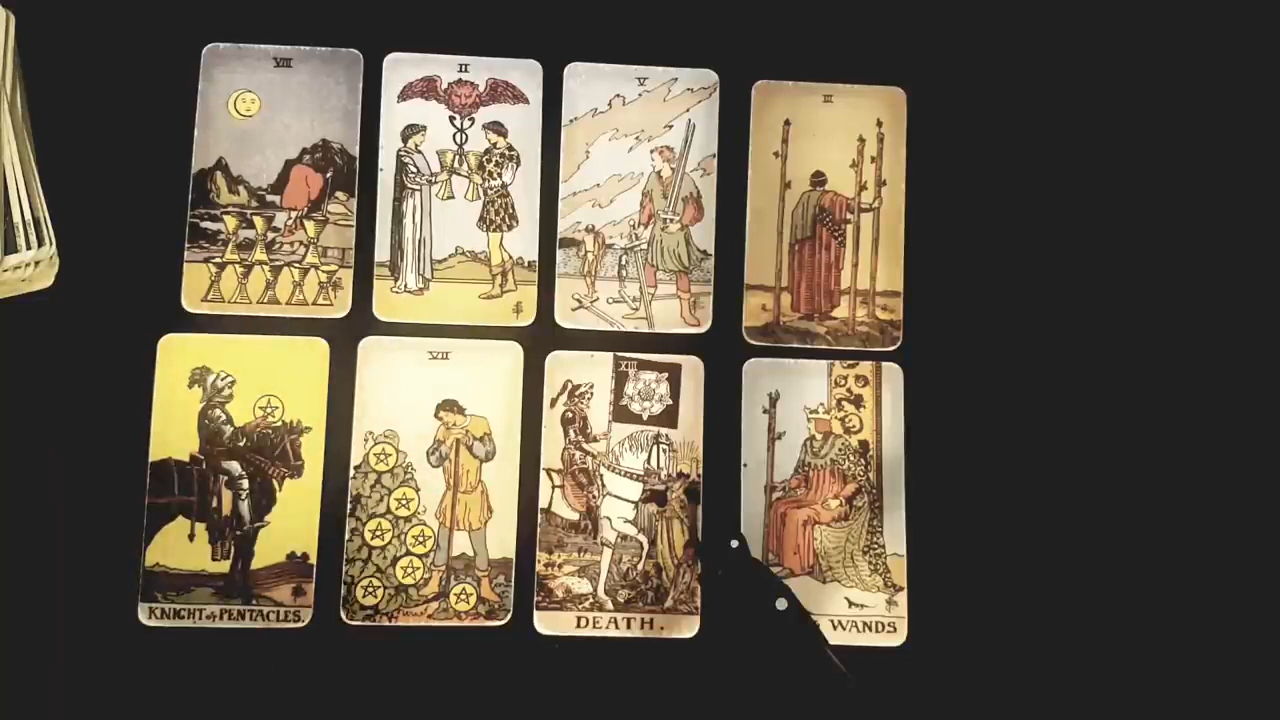 VIII
II
V
III
KNIGHT of PENTACLES.
VII
XIII
DEATH.
WANDS